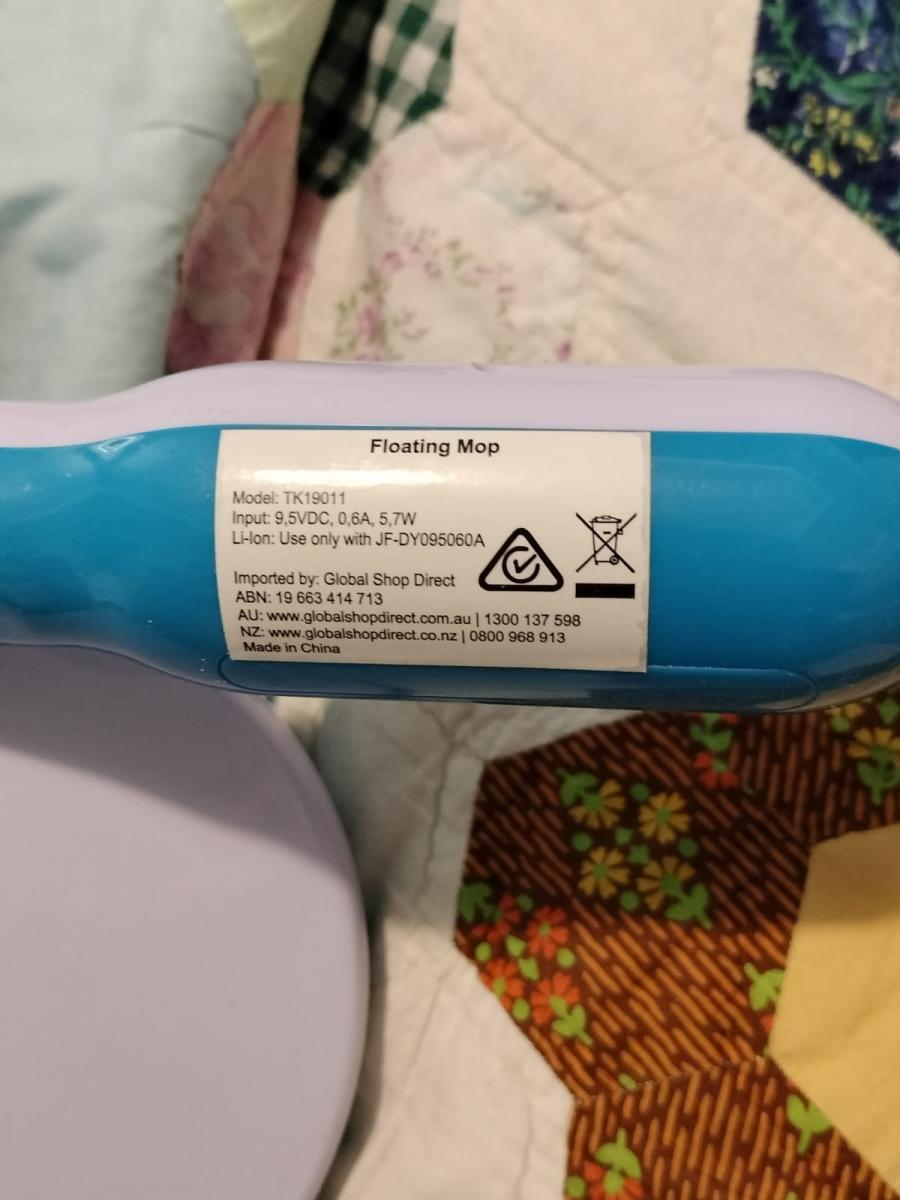 Floating Mop
Model: TK19011
Input: 9,5VDC, 0,6A, 5,7W
Li-Ion: Use only with JF-DY095060A
Imported by: Global Shop Direct
ABN: 19 663 414 713
AU: www.globalshopdirect.com.au | 1300 137 598
NZ: www.globalshopdirect.co.nz | 0800 968 913
Made in China